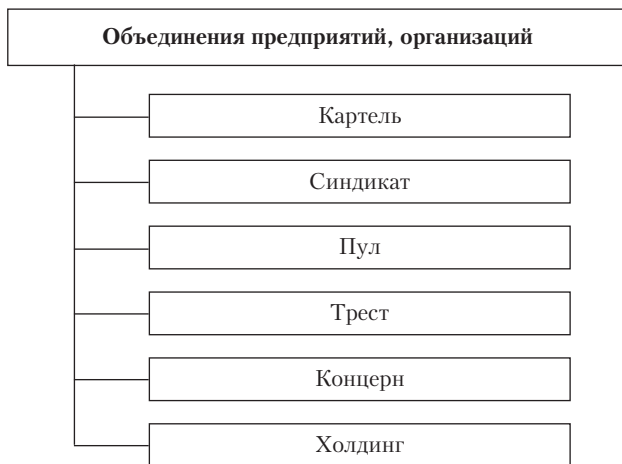 Объединения предприятий, организаций
Картель
Синдикат
Пул
Трест
Концерн
Холдинг